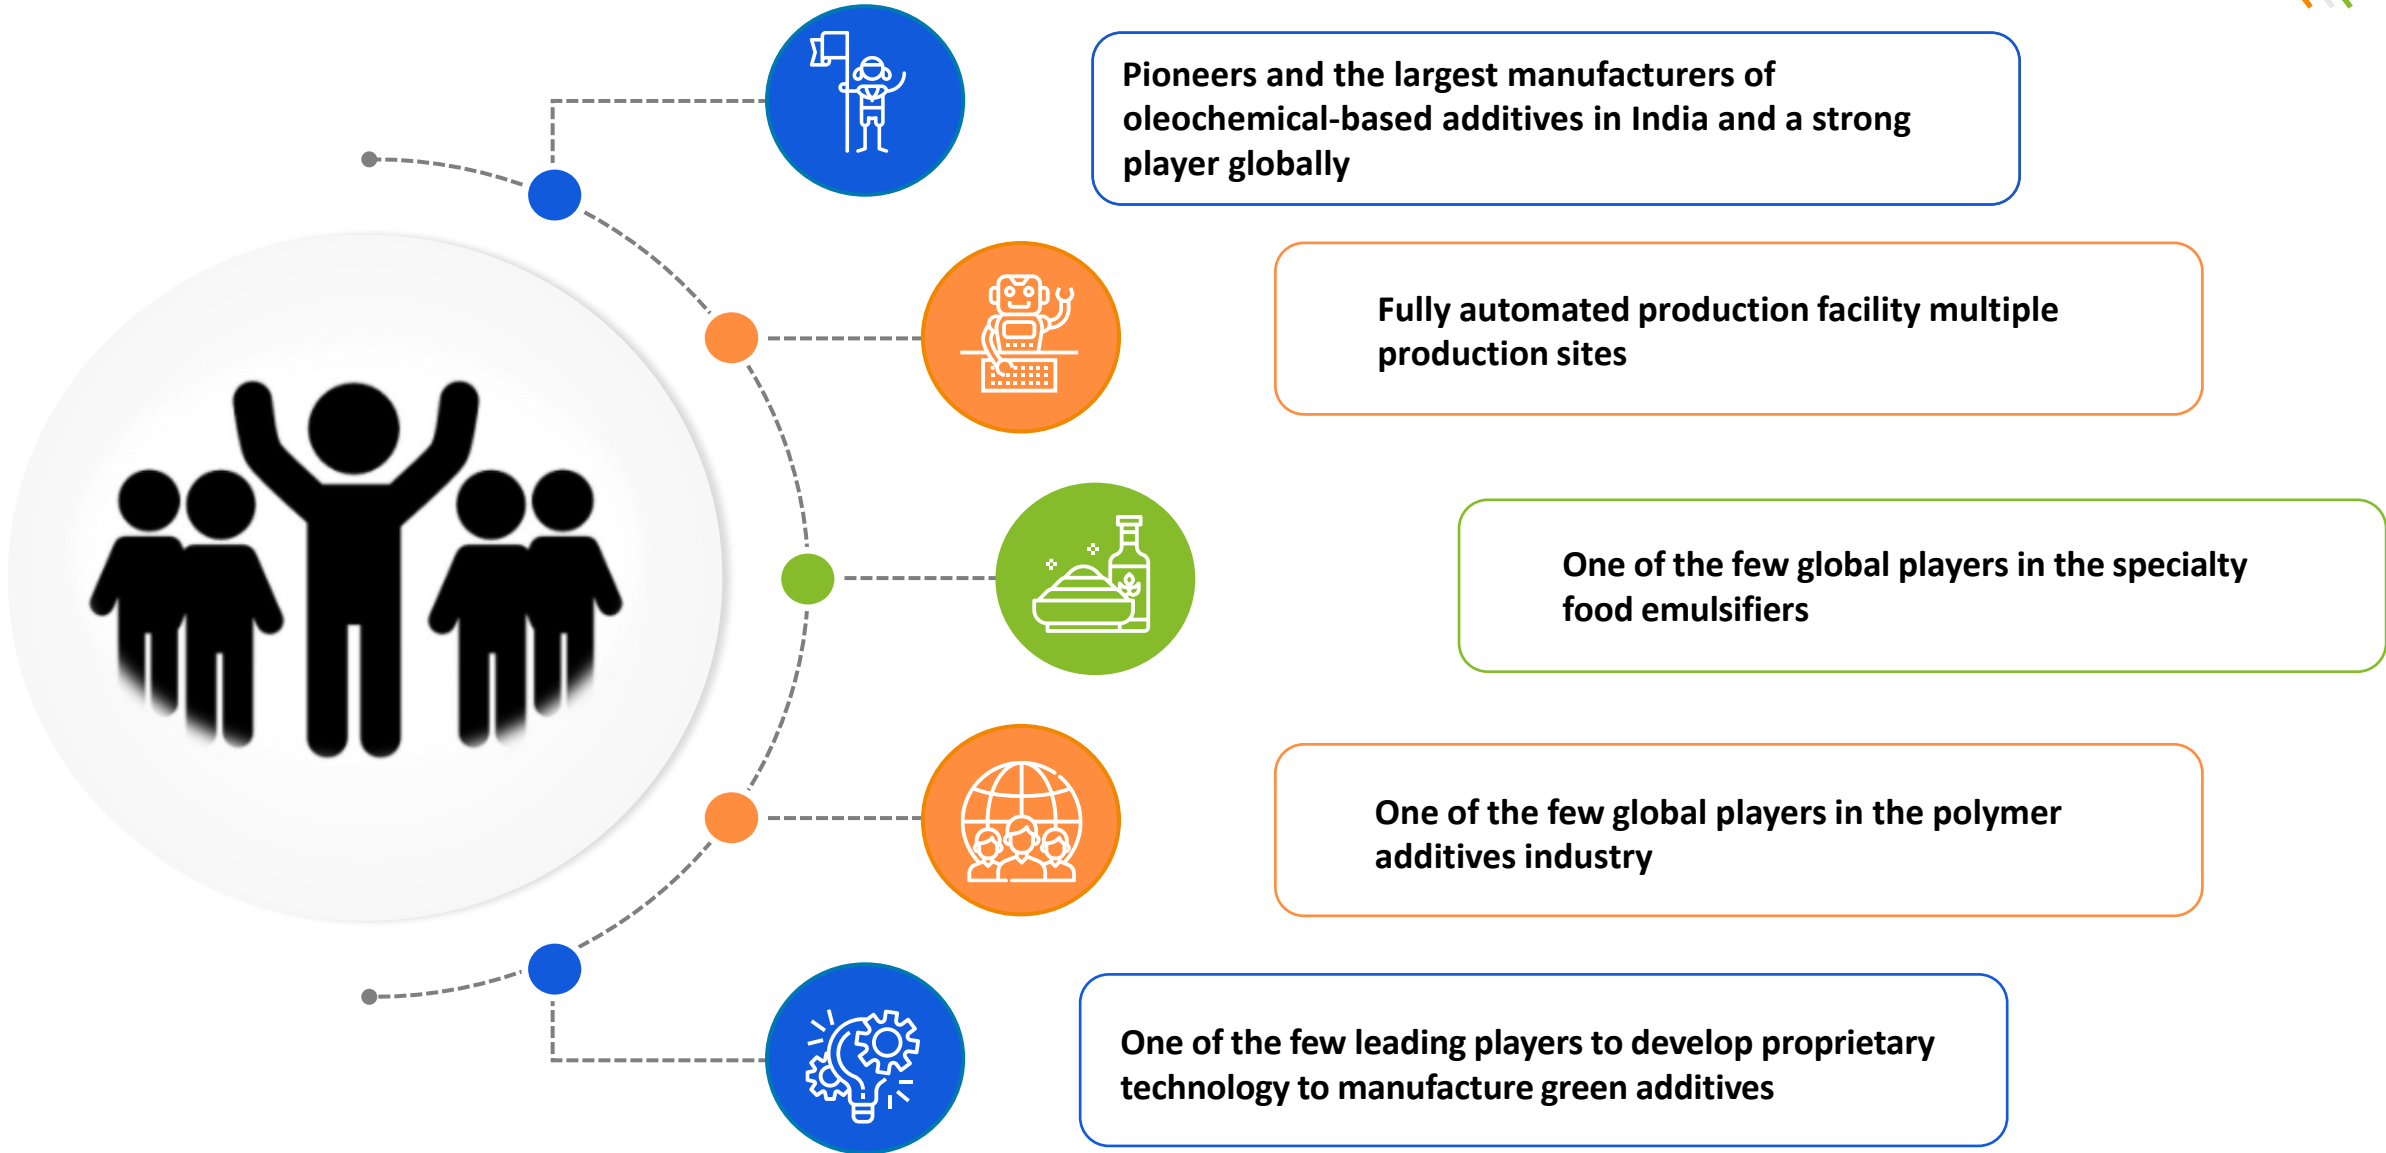 Pioneers and the largest manufacturers of
oleochemical-based additives in India and a strong
player globally
Fully automated production facility multiple
production sites
One of the few global players in the specialty
food emulsifiers
One of the few global players in the polymer
additives industry
One of the few leading players to develop proprietary
technology to manufacture green additives